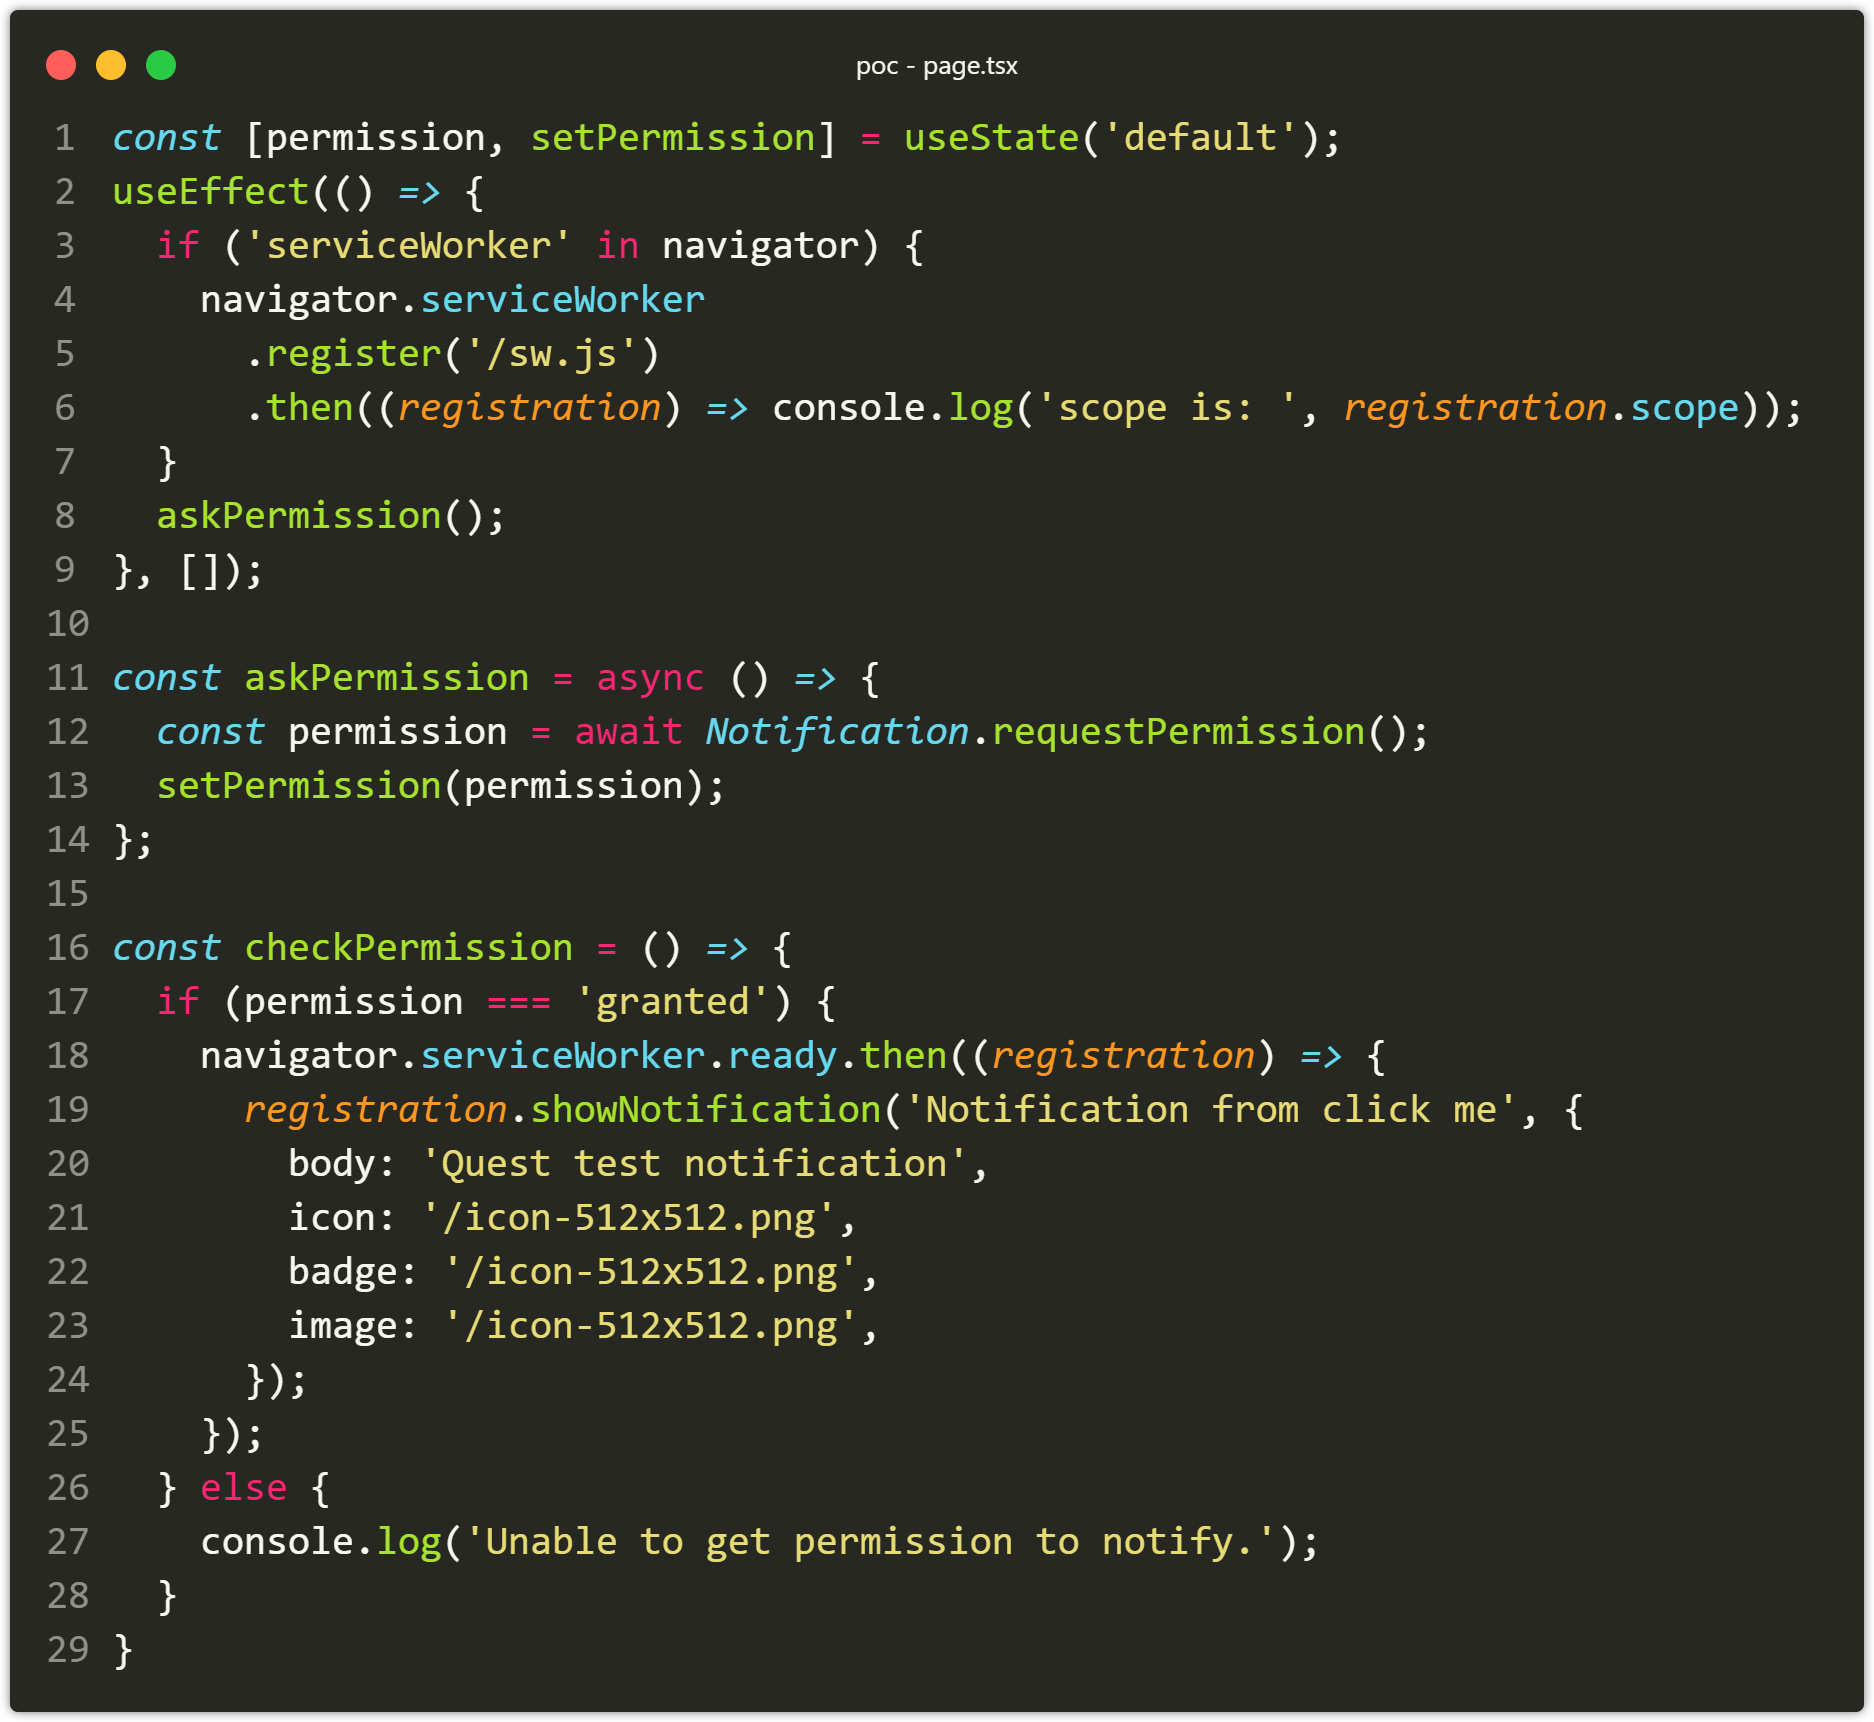 poc - page.tsx
1 const [permission, setPermission] = useState('default');
2 useEffect(() => {
3   if ('serviceWorker' in navigator) {
4     navigator.serviceWorker
5       .register('/sw.js')
6       .then((registration) => console.log('scope is: ', registration.scope));
7   }
8   askPermission();
9 }, []);
10
11 const askPermission = async () => {
12   const permission = await Notification.requestPermission();
13   setPermission(permission);
14 };
15
16 const checkPermission = () => {
17   if (permission === 'granted') {
18     navigator.serviceWorker.ready.then((registration) => {
19       registration.showNotification('Notification from click me', {
20         body: 'Quest test notification',
21         icon: '/icon-512x512.png',
22         badge: '/icon-512x512.png',
23         image: '/icon-512x512.png',
24       });
25     });
26   } else {
27     console.log('Unable to get permission to notify.');
28   }
29 }